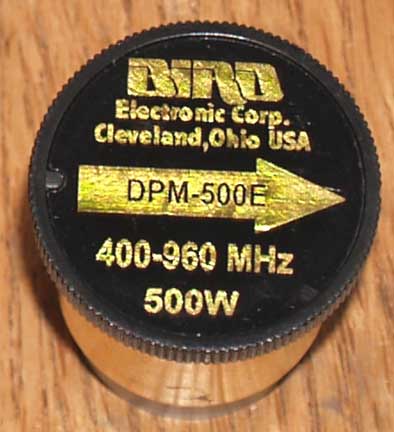 BIRD
Electronic Corp.
Cleveland,Ohio USA
DPM-500E
400-960 MHz
500W